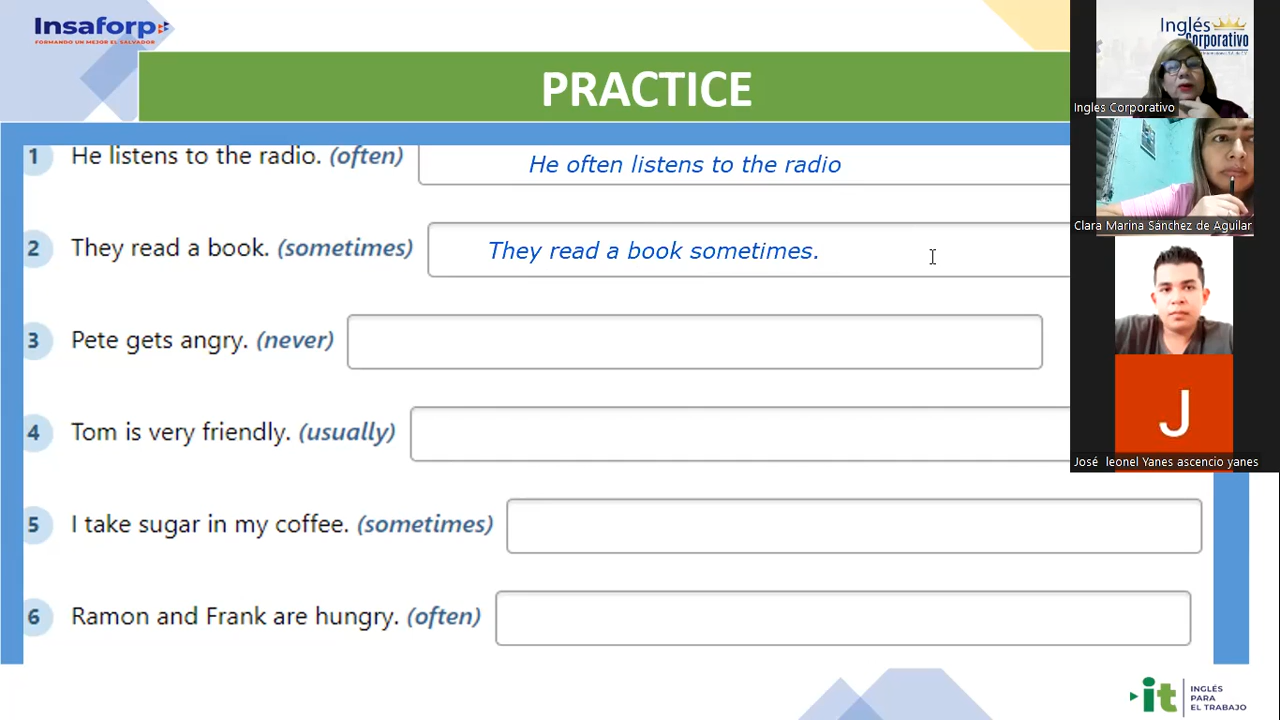 Insaforp
FORMANDO UN MEJOR EL SALVADOR
PRACTICE
1 He listens to the radio. (often) He often listens to the radio
2 They read a book. (sometimes) They read a book sometimes.
3 Pete gets angry. (never)
4 Tom is very friendly. (usually)
5 I take sugar in my coffee. (sometimes)
6 Ramon and Frank are hungry. (often)
Inglés
Corporativo
Ingles Corporativo
Clara Marina Sánchez de Aguilar
J
José leonel Yanes ascencio yanes
it INGLÉS
PARA
EL TRABAJO